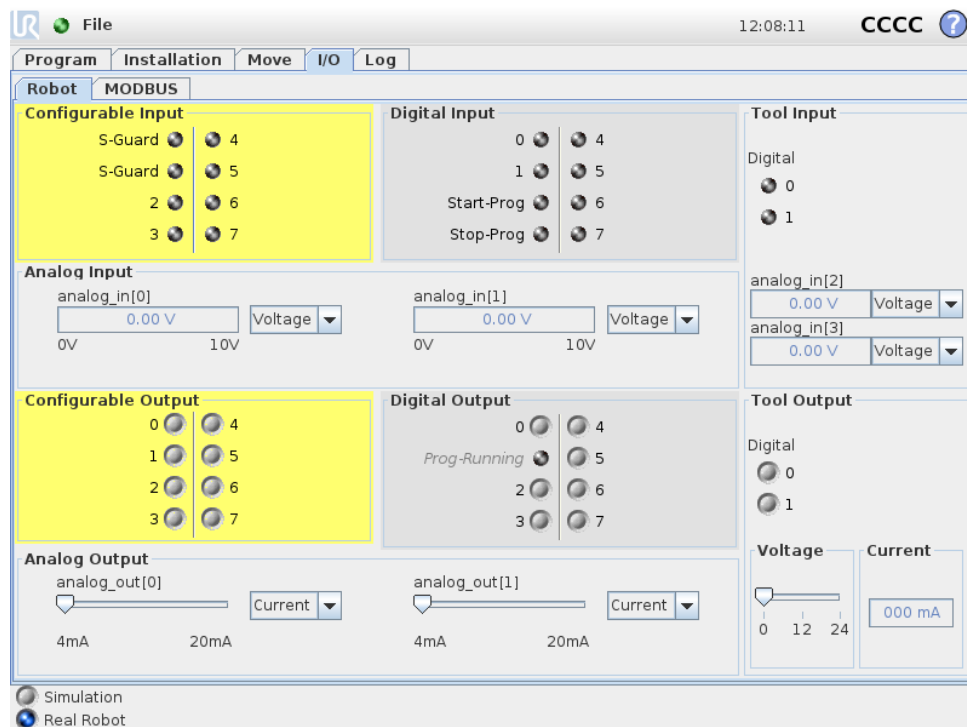 UR File 12:08:11 CCCC ?
Program Installation Move I/O Log
Robot MODBUS
Configurable Input
S-Guard 4
S-Guard 5
2 6
3 7
Digital Input
0 4
1 5
Start-Prog 6
Stop-Prog 7
Tool Input
Digital
0
1
analog_in[2]
0.00 V Voltage
analog_in[3]
0.00 V Voltage
Analog Input
analog_in[0]
0.00 V Voltage
0V 10V
analog_in[1]
0.00 V Voltage
0V 10V
Configurable Output
0 4
1 5
2 6
3 7
Digital Output
0 4
Prog-Running 5
2 6
3 7
Tool Output
Digital
0
1
Voltage
0 12 24
Current
000 mA
Analog Output
analog_out[0]
Current
4mA 20mA
analog_out[1]
Current
4mA 20mA
Simulation
Real Robot